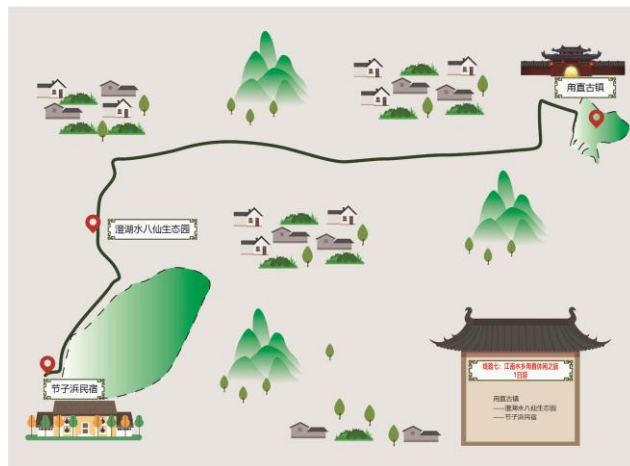 甪直古镇
澄湖水八仙生态园
节子浜民宿
线路七：江南水乡甪直休闲之旅
1日游
甪直古镇
——澄湖水八仙生态园
——节子浜民宿